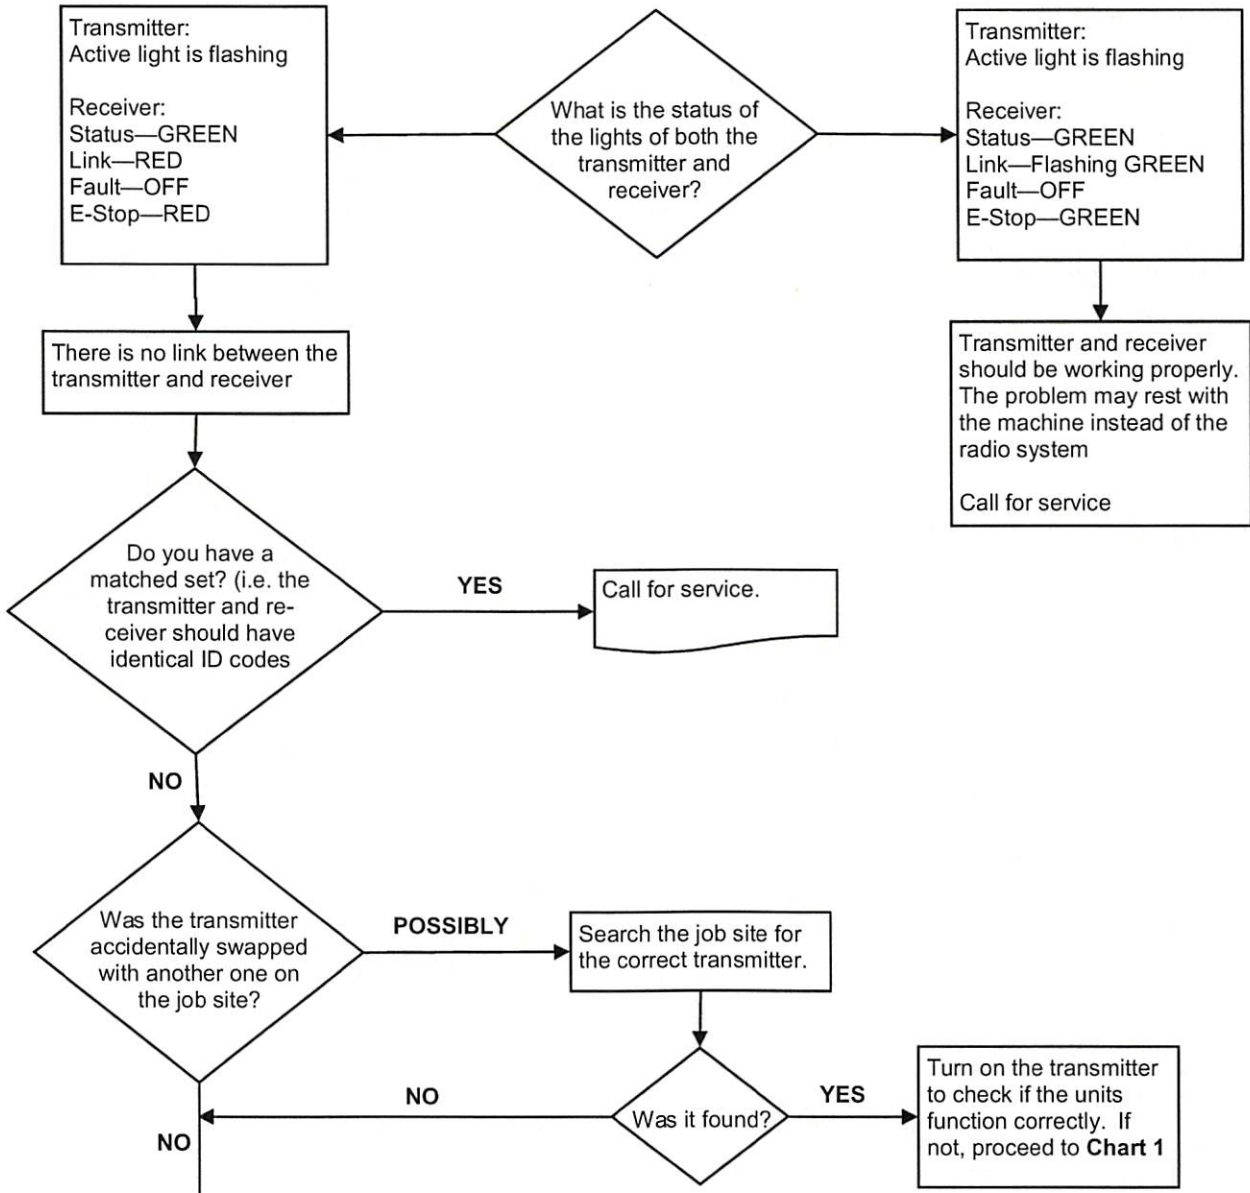 Transmitter:
Active light is flashing
Receiver:
Status—GREEN
Link—RED
Fault—OFF
E-Stop—RED
What is the status of
the lights of both the
transmitter and
receiver?
Transmitter:
Active light is flashing
Receiver:
Status—GREEN
Link—Flashing GREEN
Fault—OFF
E-Stop—GREEN
There is no link between the
transmitter and receiver
Transmitter and receiver
should be working properly.
The problem may rest with
the machine instead of the
radio system
Call for service
Do you have a
matched set? (i.e. the
transmitter and re-
ceiver should have
identical ID codes
YES
Call for service.
NO
Was the transmitter
accidentally swapped
with another one on
the job site?
POSSIBLY
Search the job site for
the correct transmitter.
Was it found?
YES
Turn on the transmitter
to check if the units
function correctly. If
not, proceed to Chart 1
NO
NO